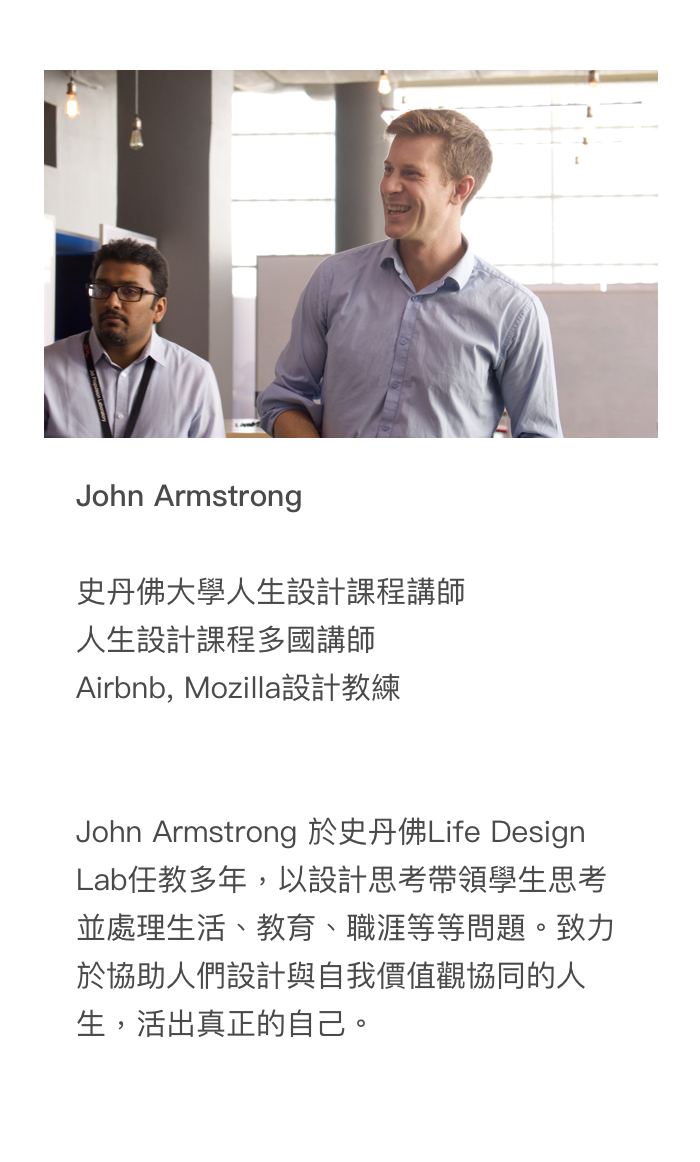 Jet Propulsion Laboratory
John Armstrong
史丹佛大學人生設計課程講師
人生設計課程多國講師
Airbnb, Mozilla設計教練
John Armstrong 於史丹佛Life Design
Lab任教多年，以設計思考帶領學生思考
並處理生活、教育、職涯等等問題。致力
於協助人們設計與自我價值觀協同的人
生，活出真正的自己。